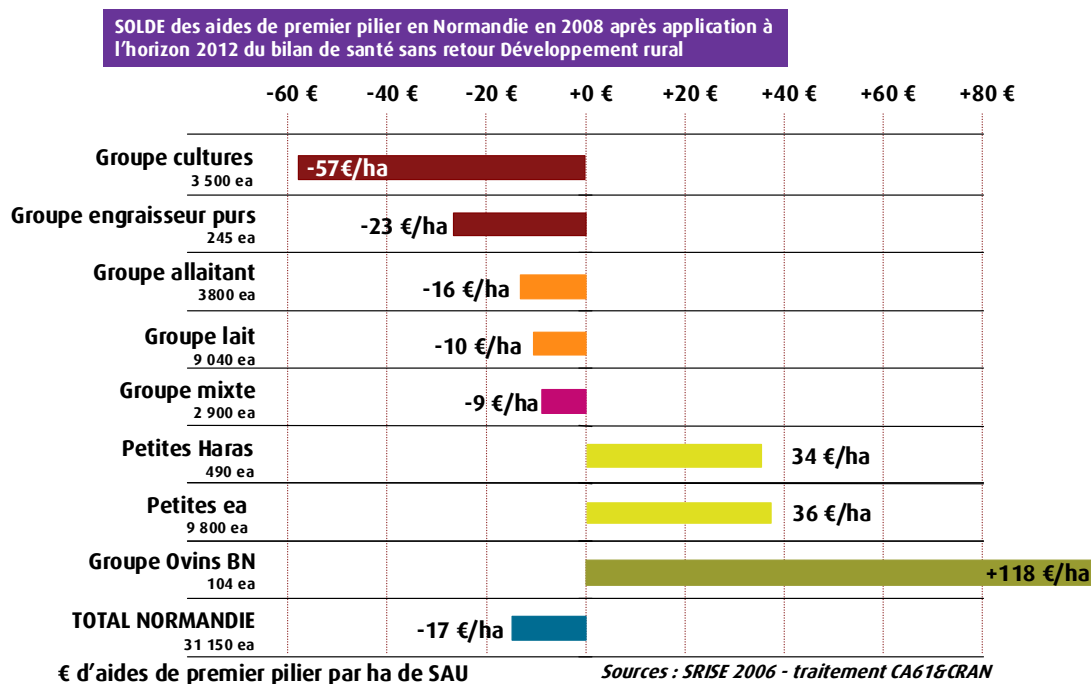 SOLDE des aides de premier pilier en Normandie en 2008 après application à
l'horizon 2012 du bilan de santé sans retour Développement rural
-60 € -40 € -20 € +0 € +20 € +40 € +60 € +80 €
Groupe cultures
3 500 ea
-57€/ha
Groupe engraisseur purs
245 ea
-23 €/ha
Groupe allaitant
3800 ea
-16 €/ha
Groupe lait
9 040 ea
-10 €/ha
Groupe mixte
2 900 ea
-9 €/ha
Petites Haras
490 ea
34 €/ha
Petites ea
9 800 ea
36 €/ha
Groupe Ovins BN
104 ea
+118 €/ha
TOTAL NORMANDIE
31 150 ea
-17 €/ha
€ d'aides de premier pilier par ha de SAU
Sources : SRISE 2006 - traitement CA61&CRAN